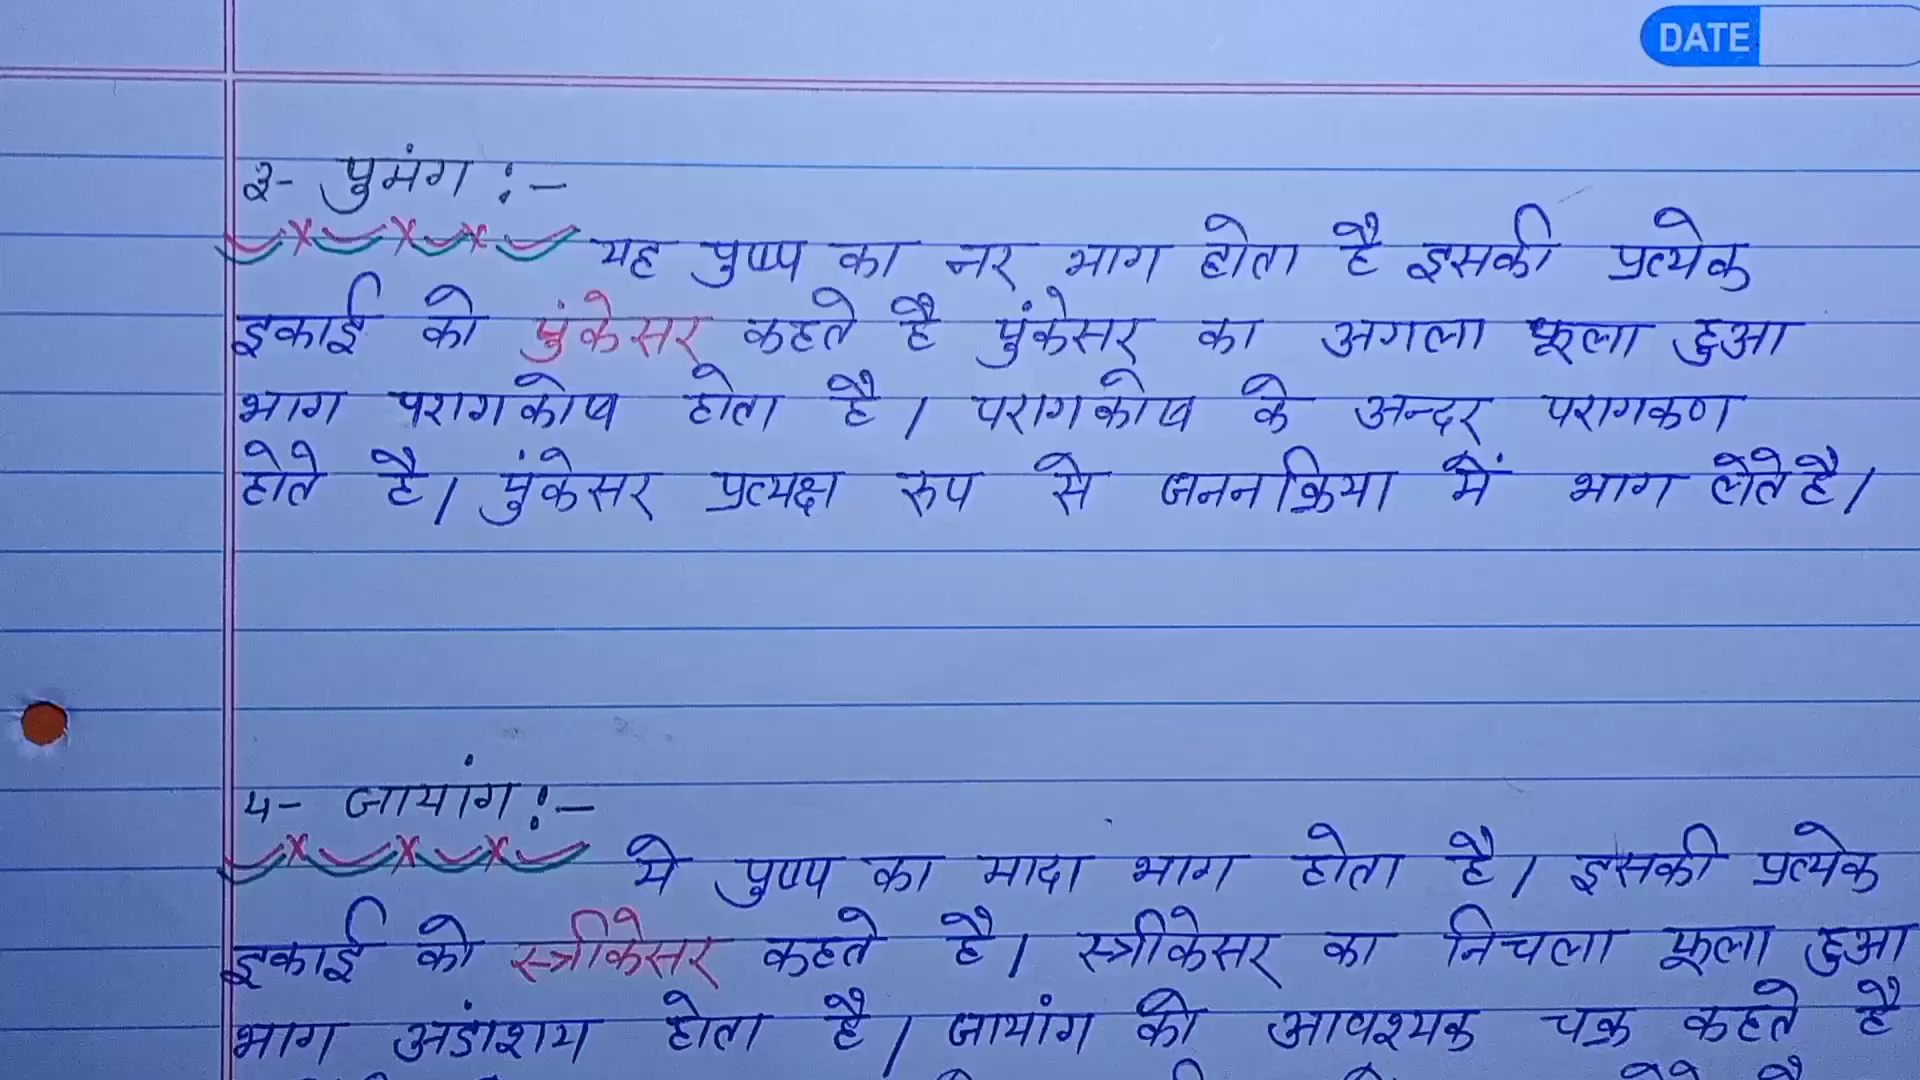 DATE
३- पुमंग :-
यह पुष्प का नर भाग होता है इसकी प्रत्येक
इकाई को पुंकेसर कहते है पुंकेसर का अगला फूला हुआ
भाग परागकोष होता है। परागकोष के अन्दर परागकण
होते है। पुंकेसर प्रत्यक्ष रुप से जननक्रिया में भाग लेते है।
4- जायांग :-
ये पुष्प का मादा भाग होता है। इसकी प्रत्येक
इकाई को स्त्रीकेसर कहते है। स्त्रीकेसर का निचला फूला हुआ
भाग अंडाशय होता है। जायांग को आवश्यक चक्र कहते है